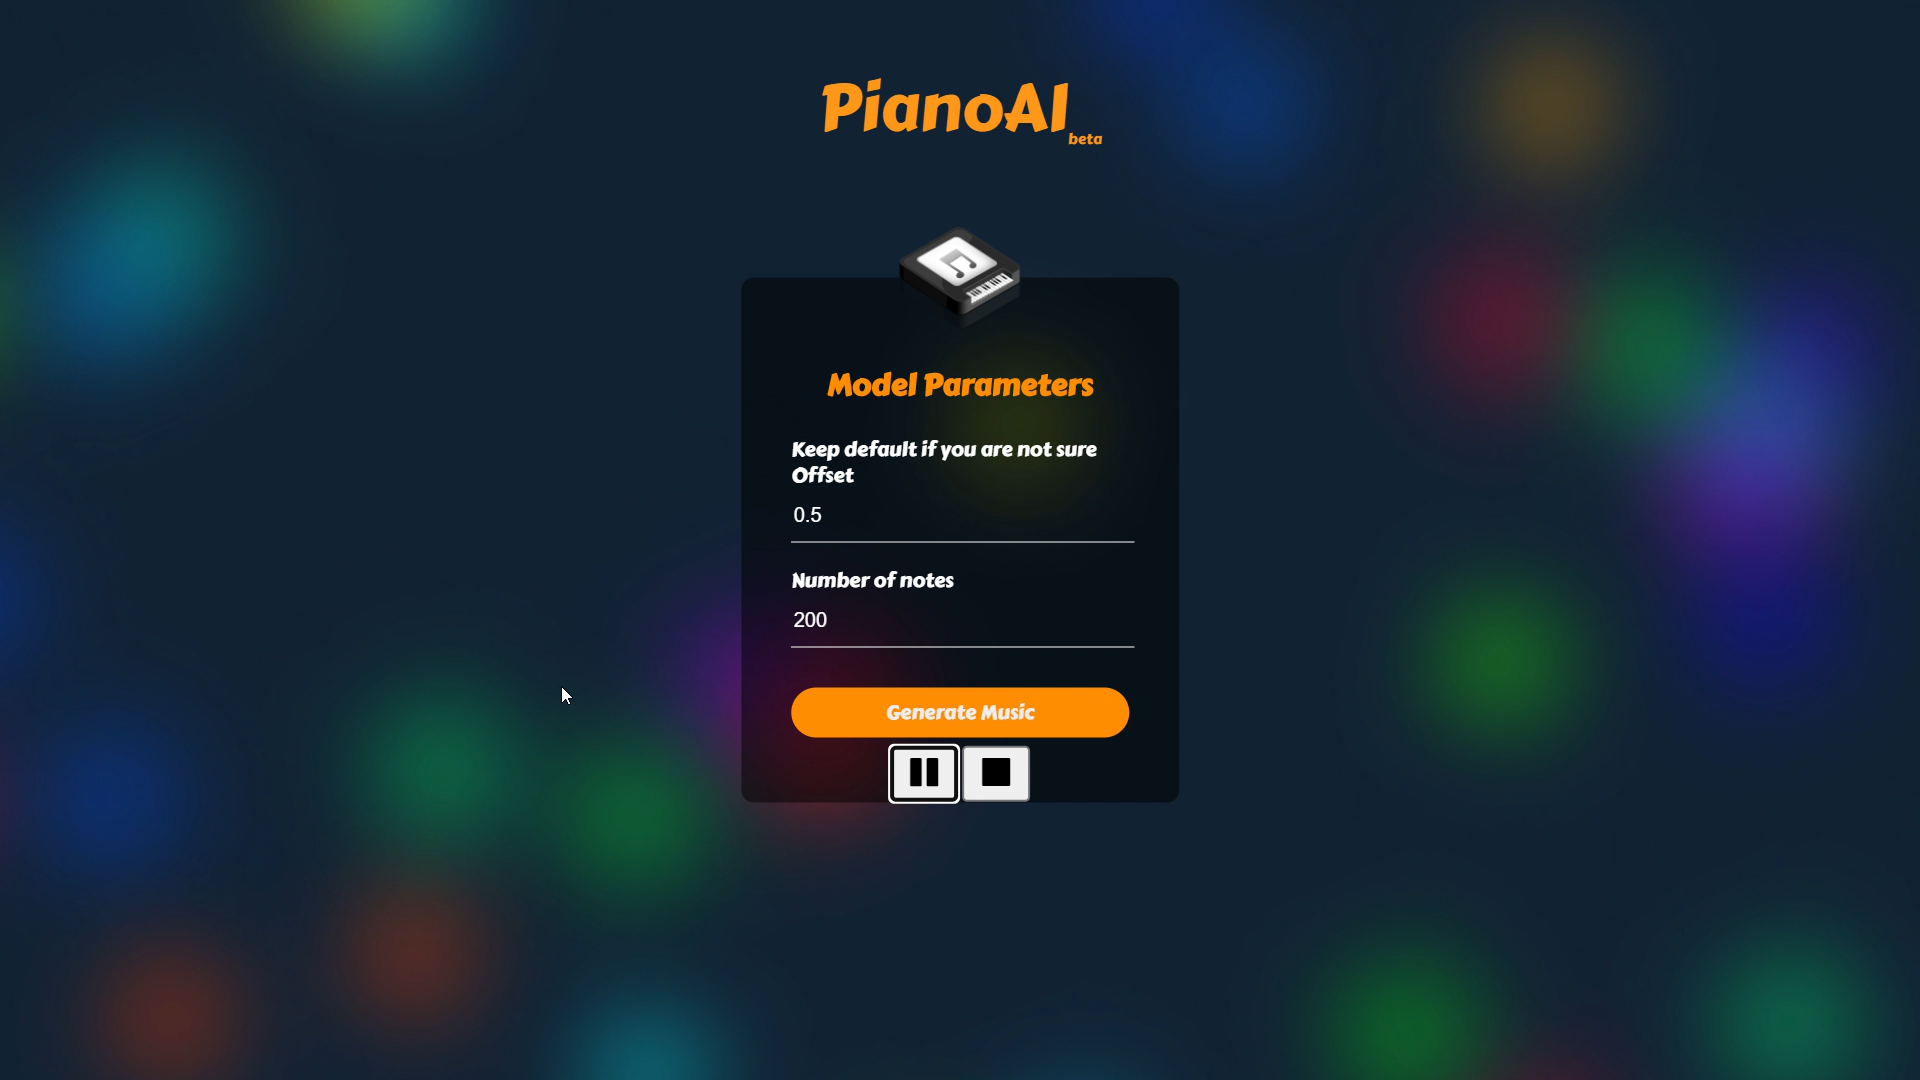 PianoAI
beta
Model Parameters
Keep default if you are not sure
Offset
0.5
Number of notes
200
Generate Music